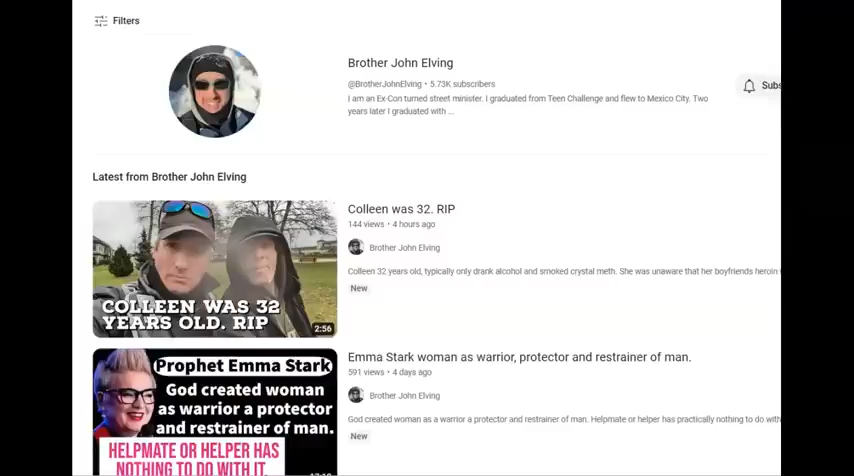 Filters
Brother John Elving
@BrotherJohnElving • 5.73K subscribers
I am an Ex-Con turned street minister. I graduated from Teen Challenge and flew to Mexico City. Two
years later I graduated with ...
Subs
Latest from Brother John Elving
COLLEEN WAS 32
YEARS OLD. RIP
2:56
Colleen was 32. RIP
144 views • 4 hours ago
Brother John Elving
Colleen 32 years old, typically only drank alcohol and smoked crystal meth. She was unaware that her boyfriends heroin
New
Prophet Emma Stark
God created woman
as warrior a protector
and restrainer of man.
HELPMATE OR HELPER HAS
NOTHING TO DO WITH IT.
Emma Stark woman as warrior, protector and restrainer of man.
591 views • 4 days ago
Brother John Elving
God created woman as a warrior a protector and restrainer of man. Helpmate or helper has practically nothing to do with
New